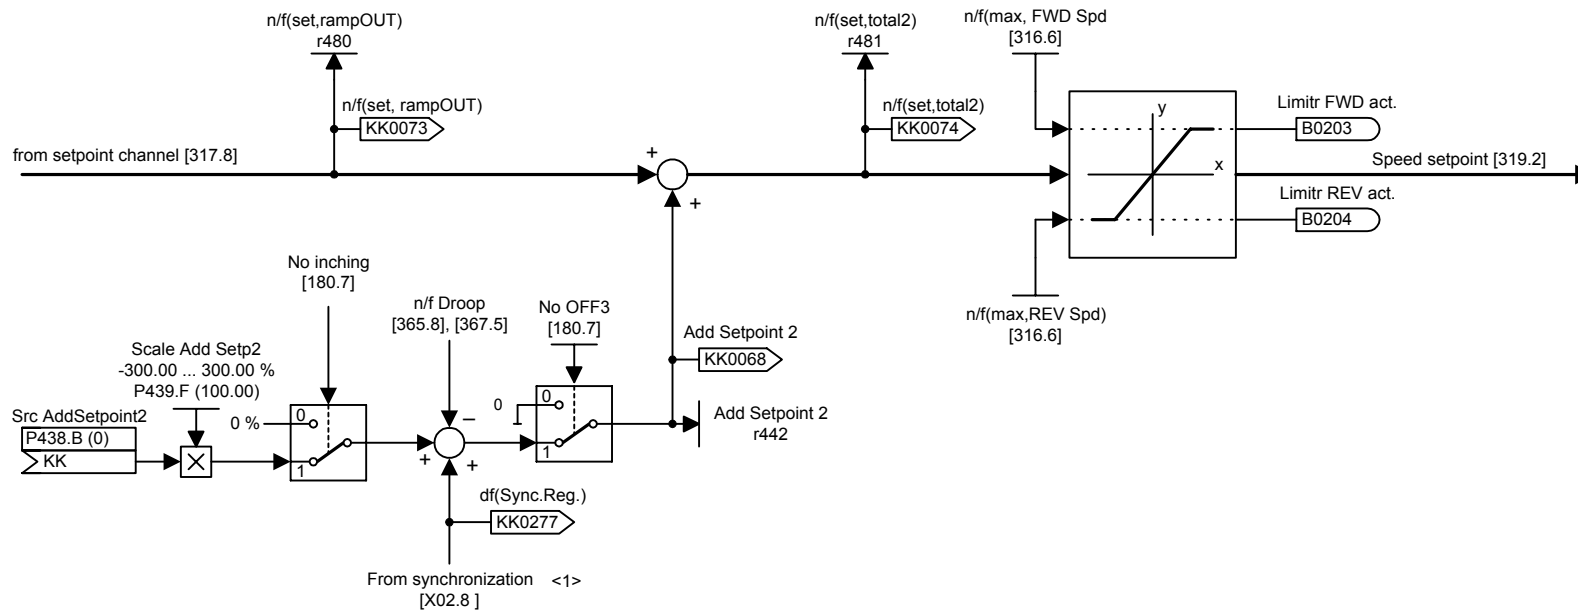 n/f(set,rampOUT)
r480
n/f(set,total2)
r481
n/f(max, FWD Spd
[316.6]
n/f(set, rampOUT)
KK0073
n/f(set,total2)
KK0074
y
x
Limitr FWD act.
B0203
from setpoint channel [317.8]
+
+
Speed setpoint [319.2]
Limitr REV act.
B0204
n/f(max,REV Spd)
[316.6]
No inching
[180.7]
n/f Droop
[365.8], [367.5]
No OFF3
[180.7]
Add Setpoint 2
KK0068
Scale Add Setp2
-300.00 ... 300.00 %
P439.F (100.00)
Src AddSetpoint2
P438.B (0)
KK
0 %
0
1
–
+
+
0
0
1
Add Setpoint 2
r442
df(Sync.Reg.)
KK0277
From synchronization <1>
[X02.8 ]